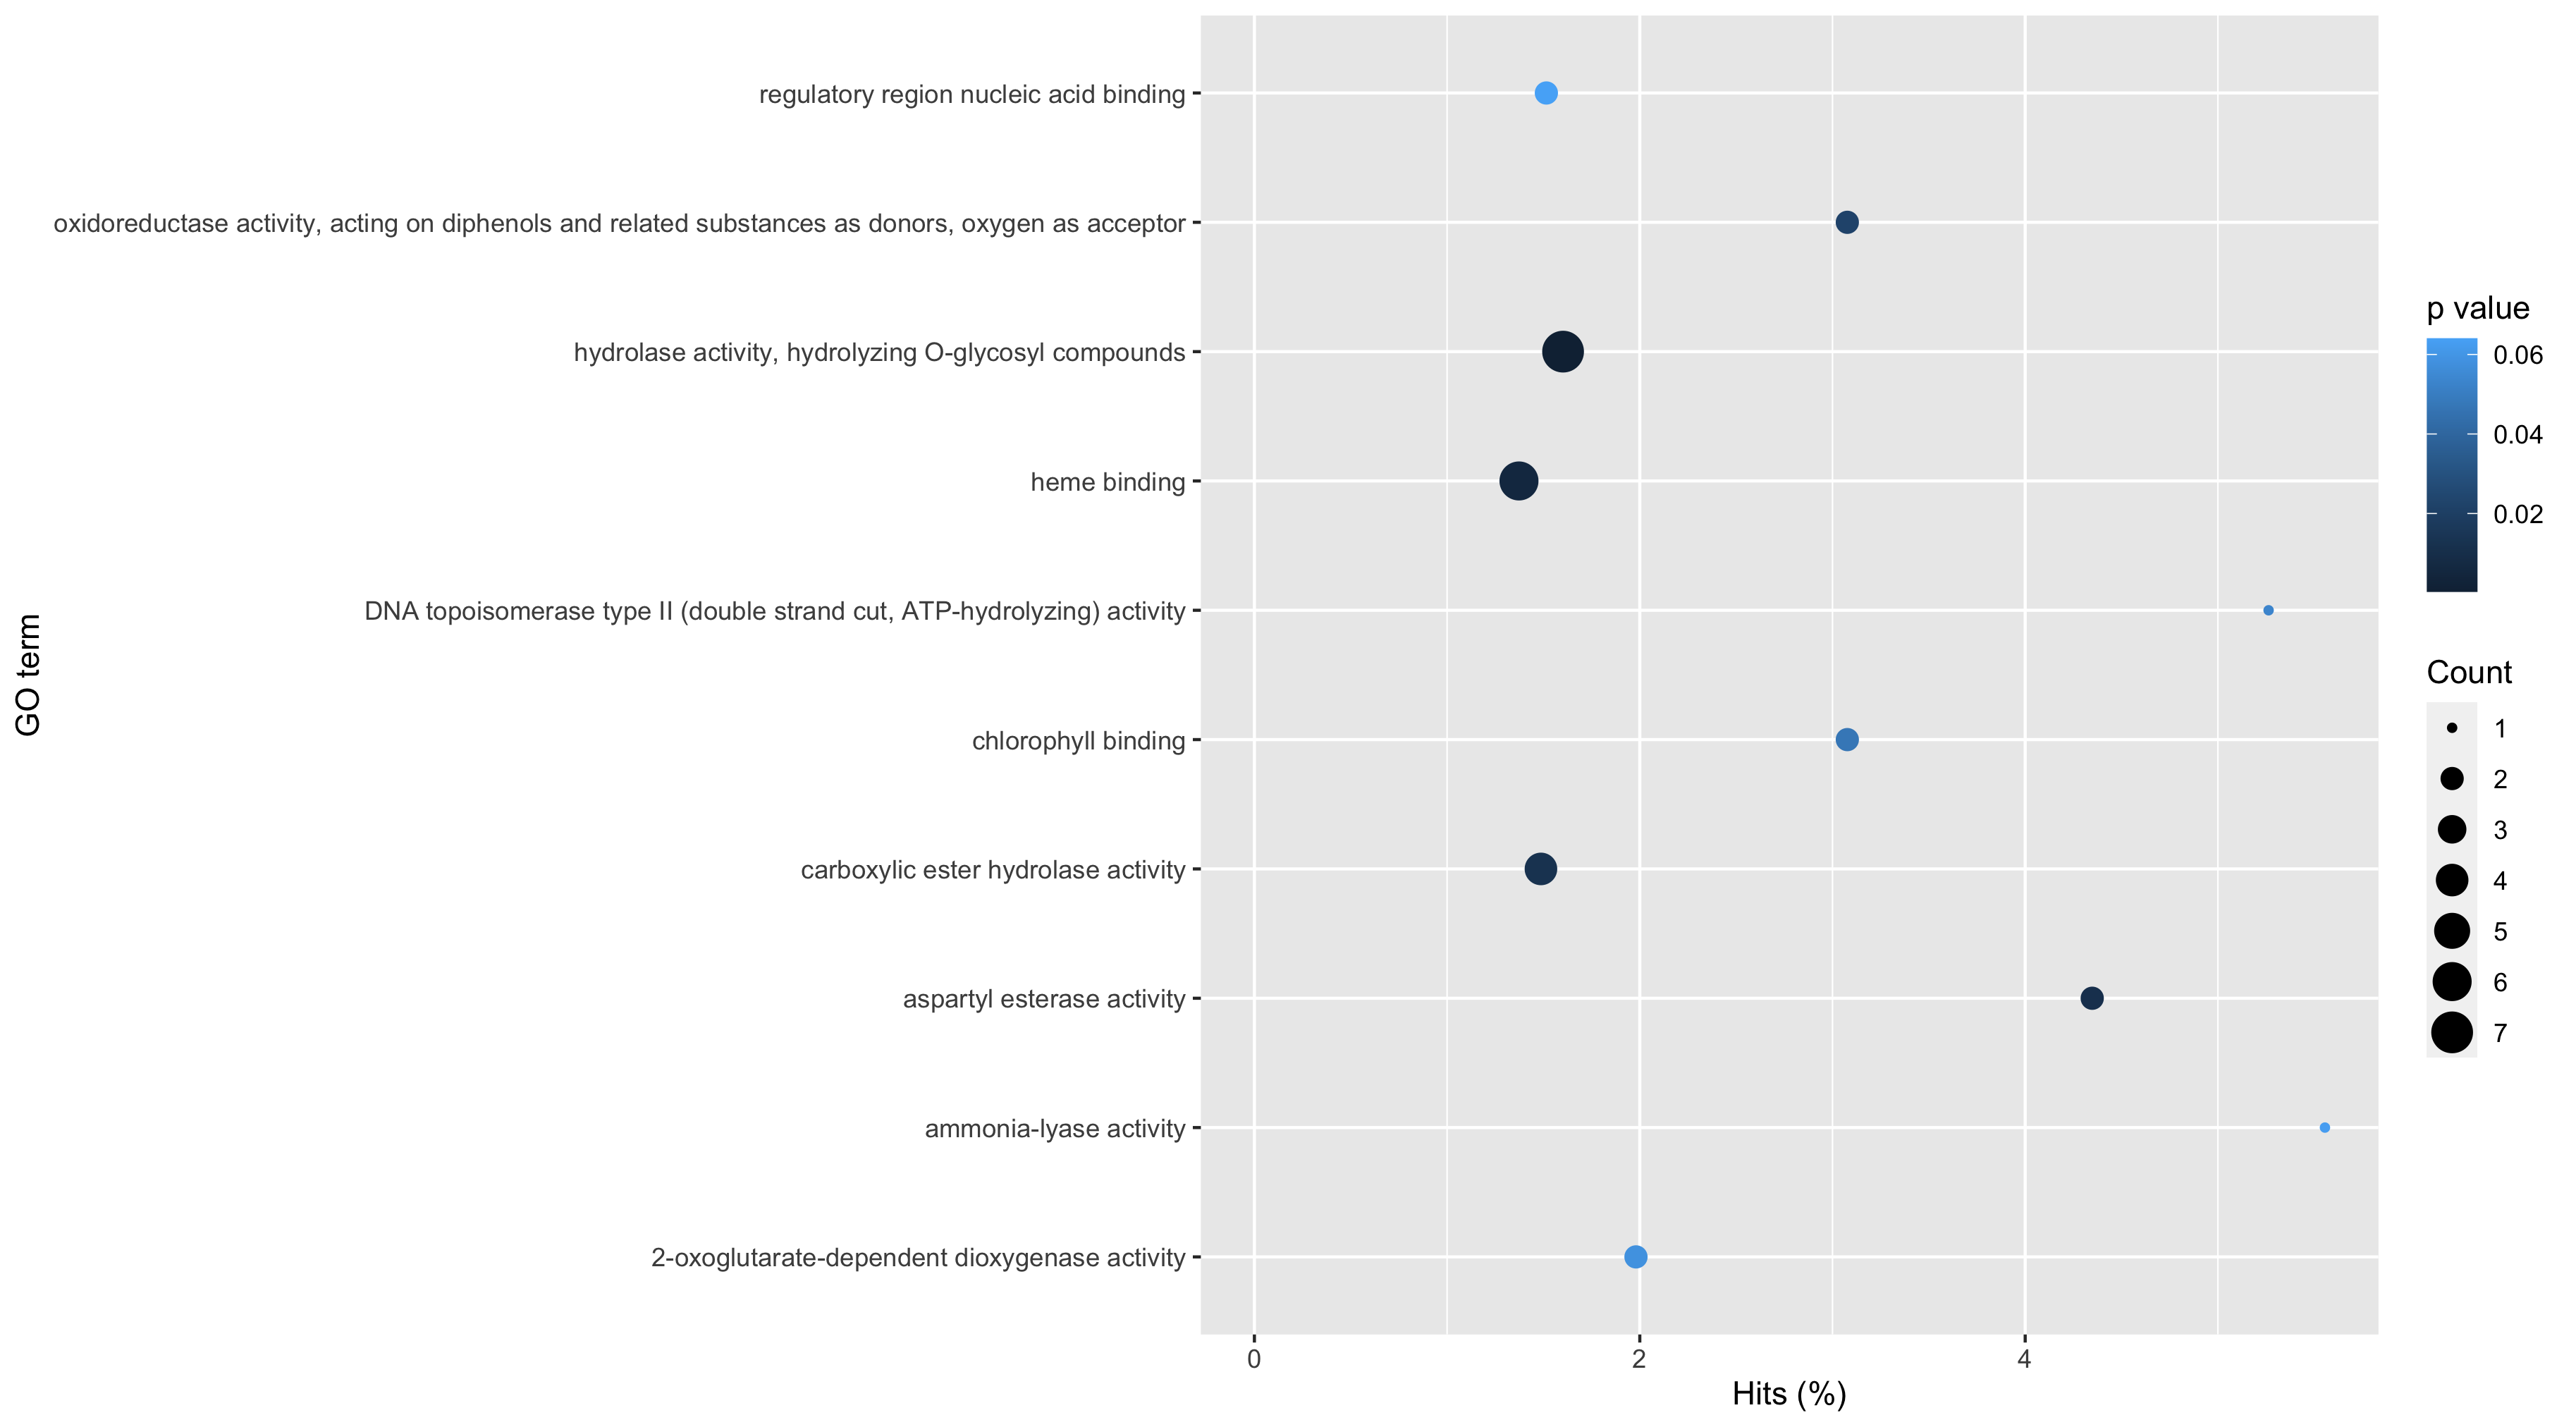 regulatory region nucleic acid binding
oxidoreductase activity, acting on diphenols and related substances as donors, oxygen as acceptor
hydrolase activity, hydrolyzing O-glycosyl compounds
heme binding
DNA topoisomerase type II (double strand cut, ATP-hydrolyzing) activity
chlorophyll binding
carboxylic ester hydrolase activity
aspartyl esterase activity
ammonia-lyase activity
2-oxoglutarate-dependent dioxygenase activity
GO term
0
2
4
Hits (%)
p value
0.06
0.04
0.02
Count
1
2
3
4
5
6
7